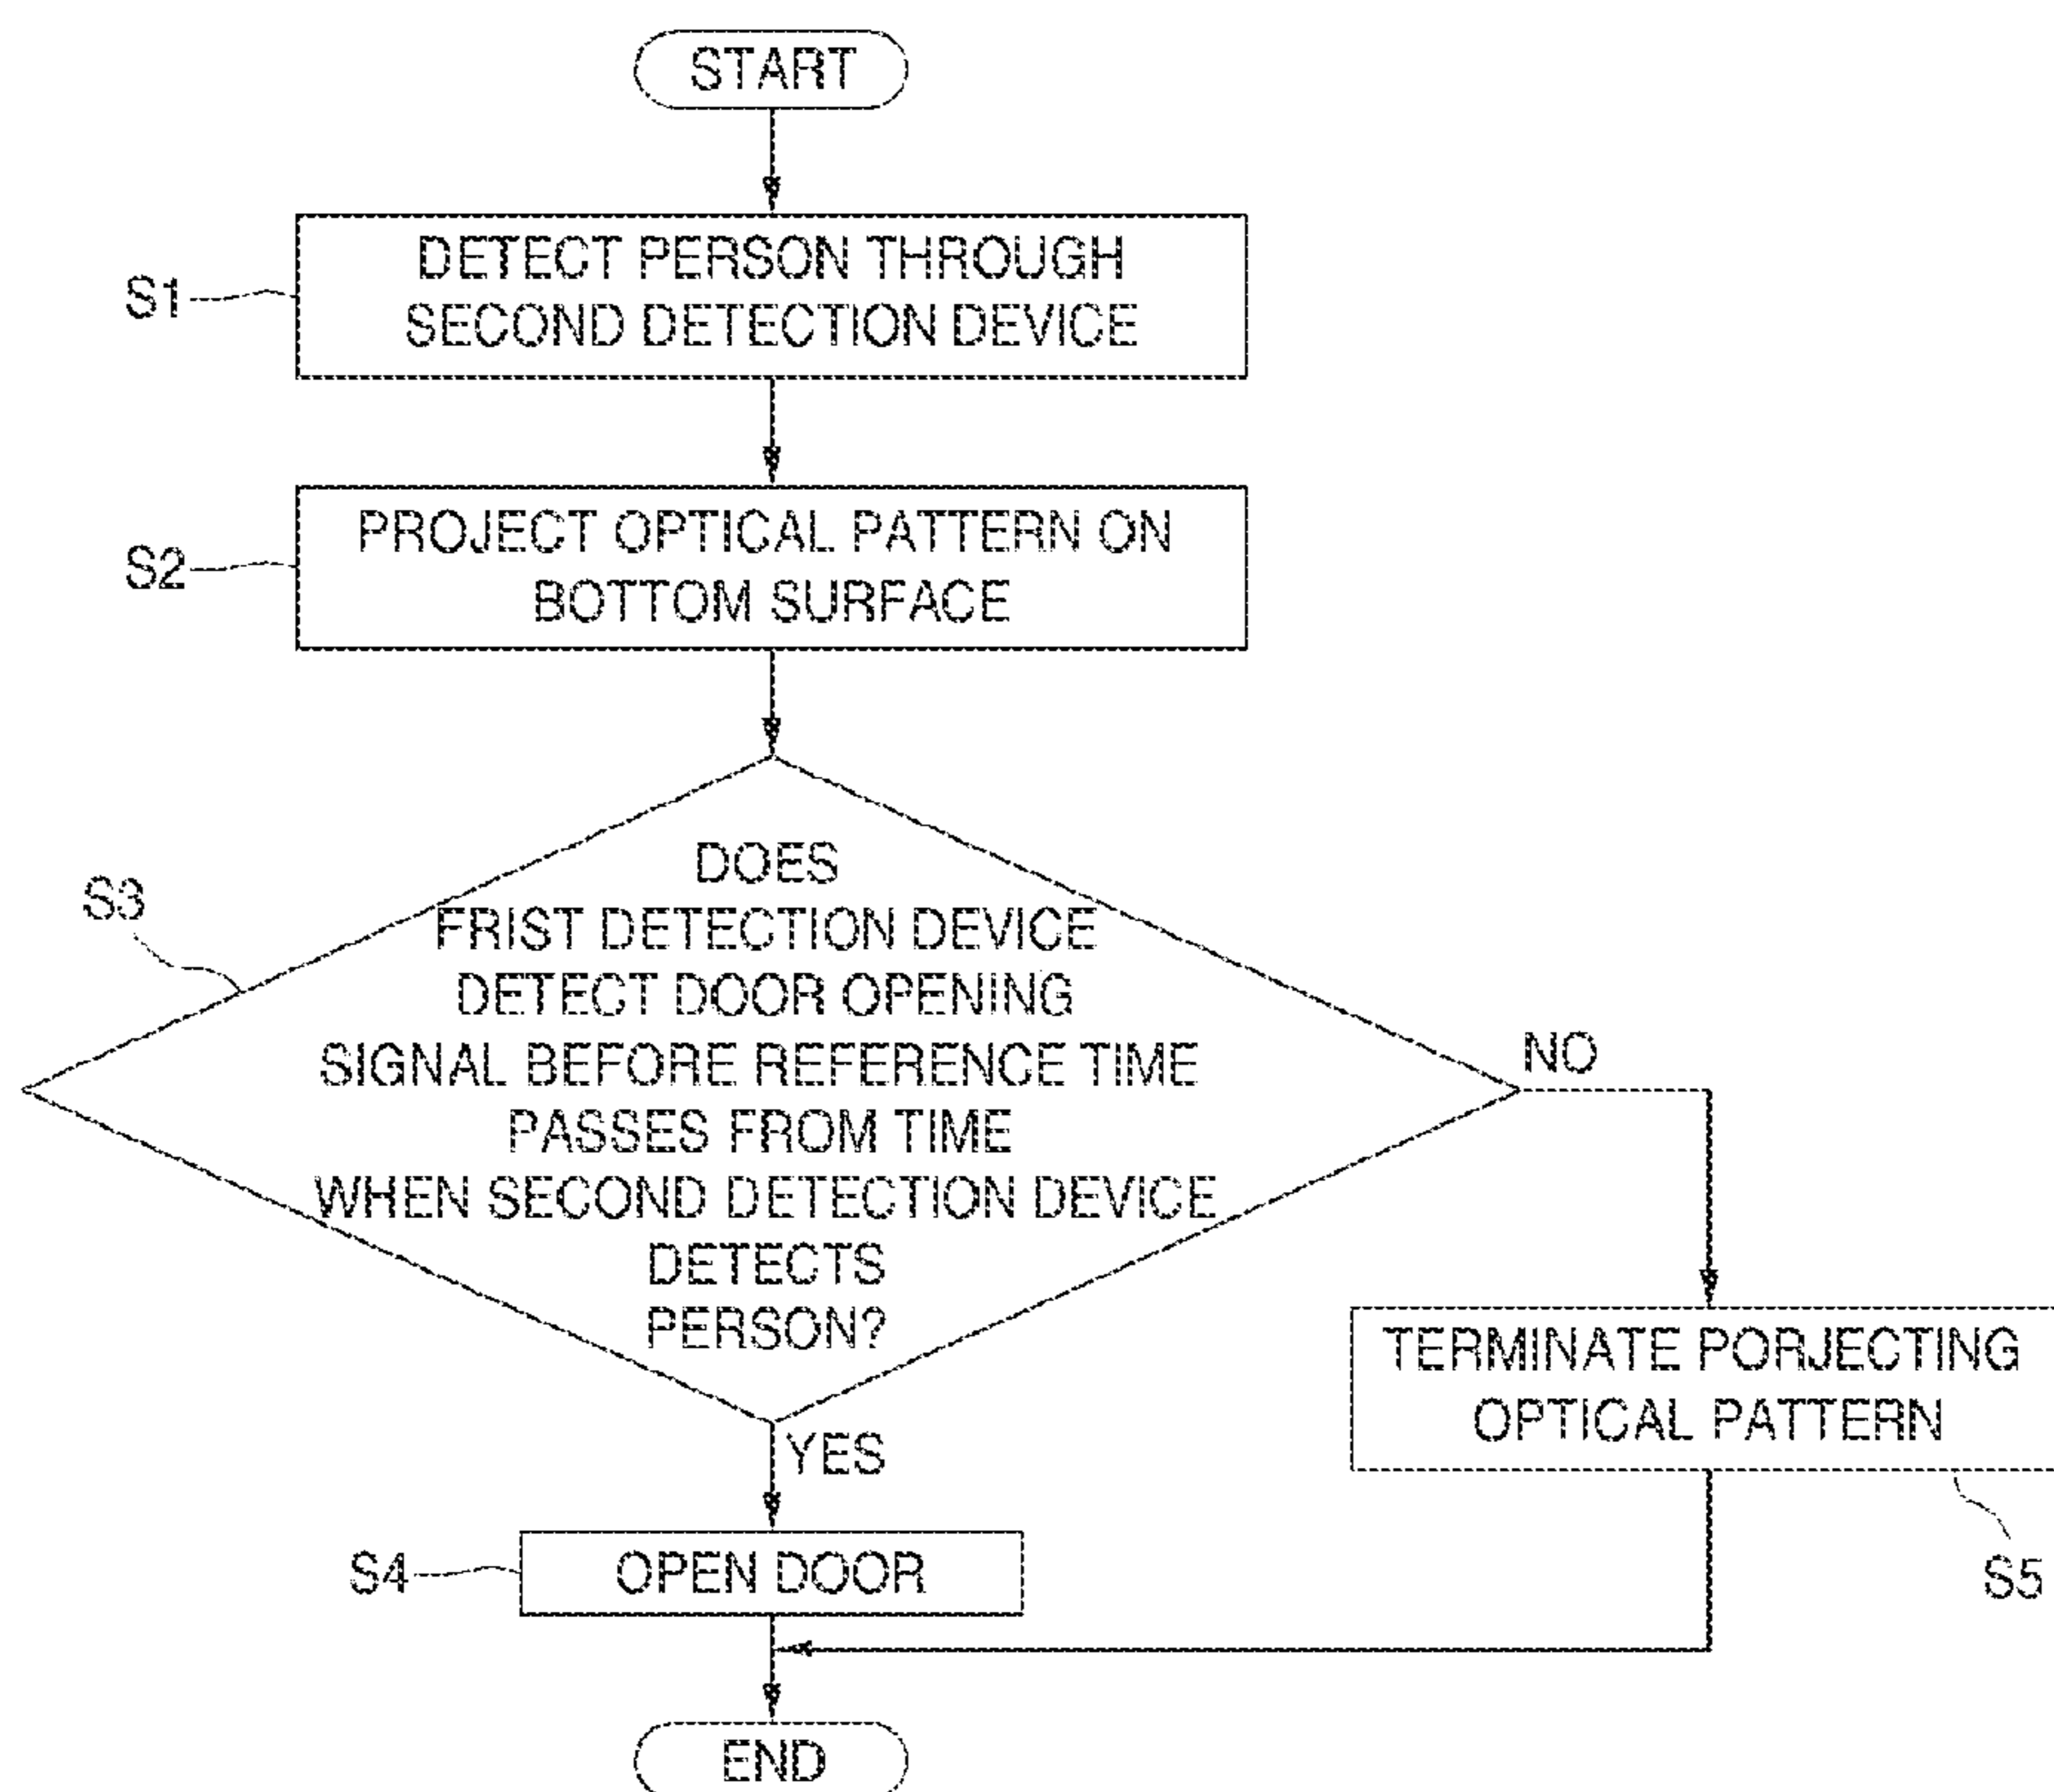 START
S1
DETECT PERSON THROUGH
SECOND DETECTION DEVICE
S2
PROJECT OPTICAL PATTERN ON
BOTTOM SURFACE
S3
DOES
FRIST DETECTION DEVICE
DETECT DOOR OPENING
SIGNAL BEFORE REFERENCE TIME
PASSES FROM TIME
WHEN SECOND DETECTION DEVICE
DETECTS
PERSON?
NO
YES
TERMINATE PORJECTING
OPTICAL PATTERN
S5
S4
OPEN DOOR
END